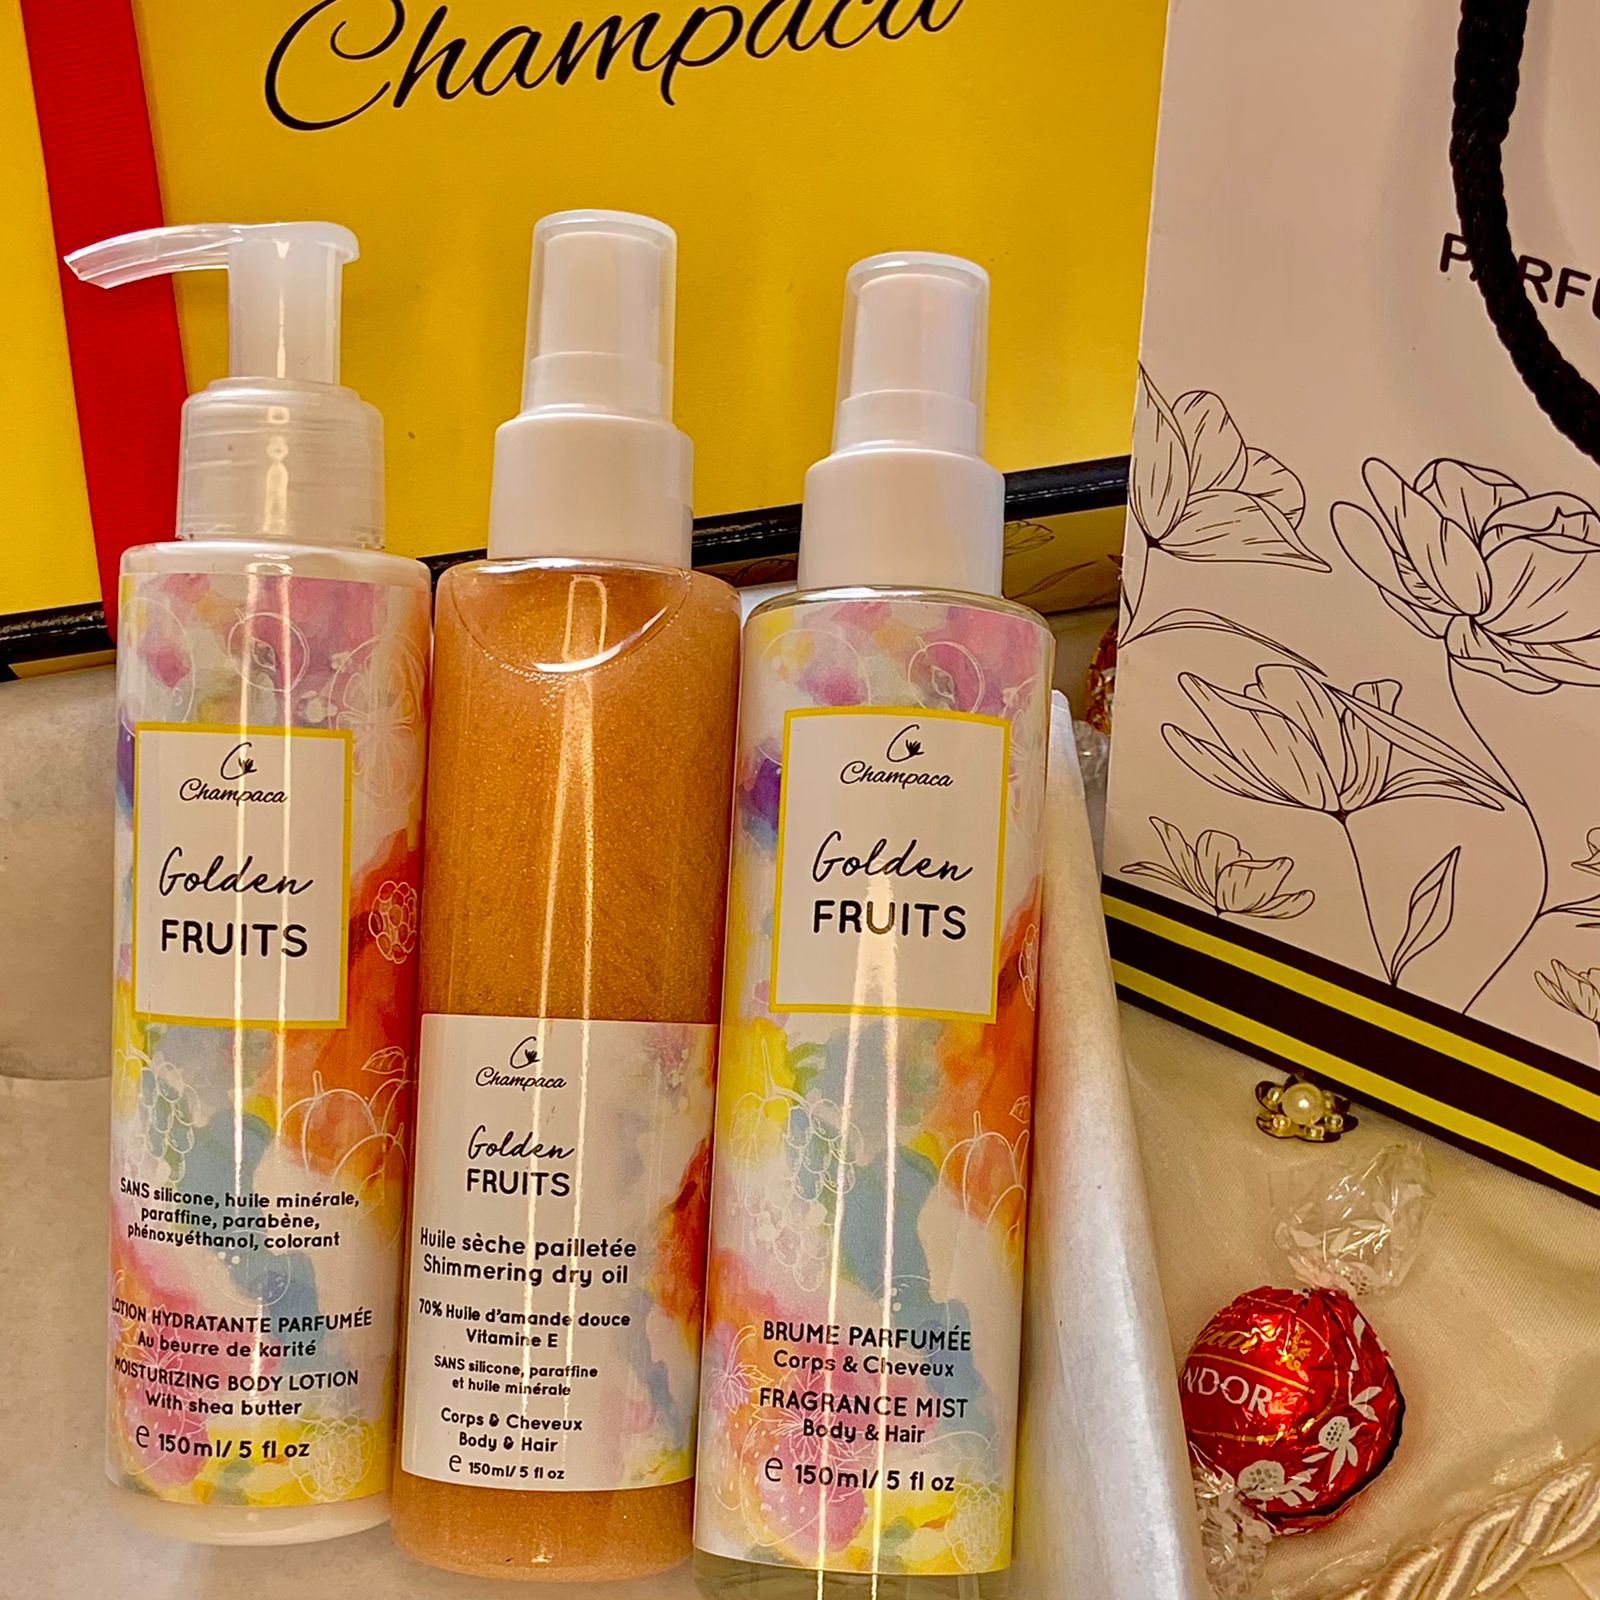 Champaca
Champaca
Golden
FRUITS
SANS silicone, huile minérale,
paraffine, parabène,
phénoxyéthanol, colorant
LOTION HYDRATANTE PARFUMÉE
Au beurre de karité
MOISTURIZING BODY LOTION
With shea butter
e 150ml/ 5 fl oz
Champaca
Golden
FRUITS
Huile sèche pailletée
Shimmering dry oil
70% Huile d'amande douce
Vitamine E
SANS silicone, paraffine
et huile minérale
Corps & Cheveux
Body & Hair
e 150ml/ 5 fl oz
Champaca
Golden
FRUITS
BRUME PARFUMÉE
Corps & Cheveux
FRAGRANCE MIST
Body & Hair
e 150ml/ 5 fl oz